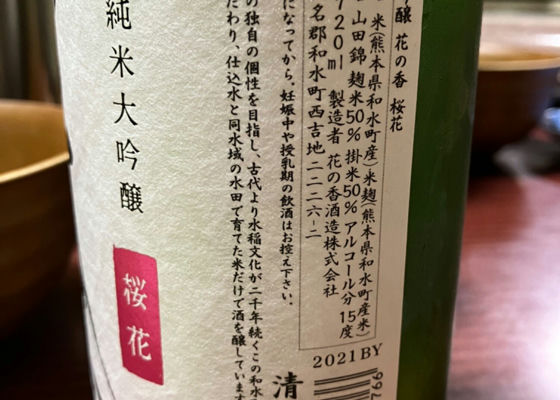 吟醸 花の香 桜花
米(熊本県和水町産)米麹(熊本県和水町産米)
山田錦 麹米50% 掛米50% アルコール分 15度
720ml 製造者 花の香酒造株式会社
名郡和水町西吉地二二二六-二
2021BY
になってから。妊娠中や授乳期の飲酒はお控え下さい。
清
の独自の個性を目指し、古代より水稲文化が二千年続くこの和水
だわり、仕込水と同水域の水田で育てた米だけで酒を醸しています
純米大吟醸
桜花